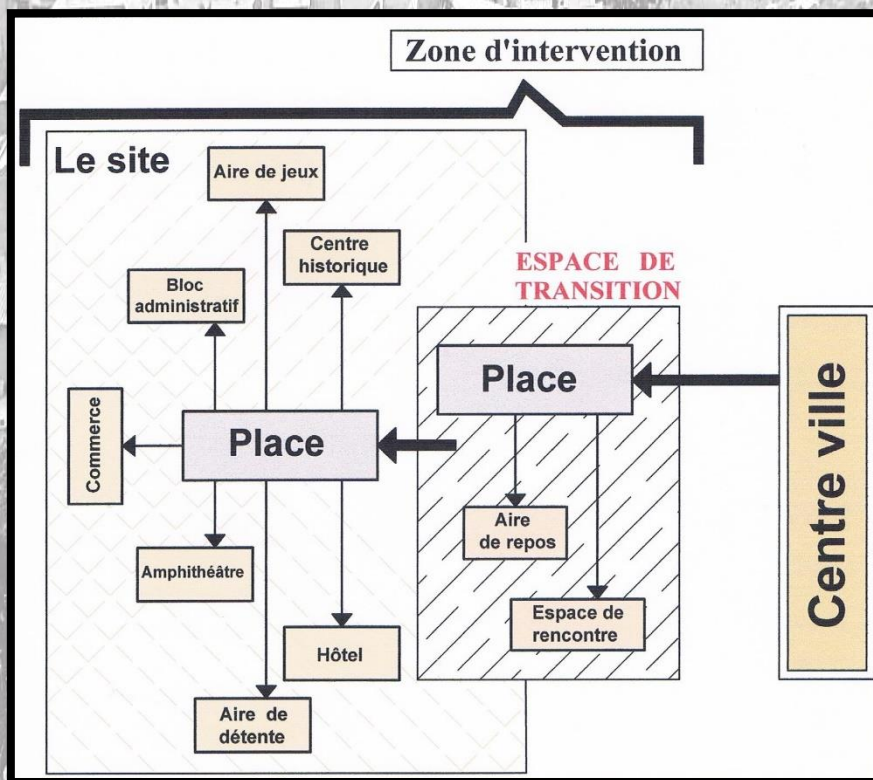 Zone d'intervention
Le site
Aire de jeux
Centre
historique
Bloc
administratif
ESPACE DE
TRANSITION
Place
Place
Commerce
Centre ville
Aire
de repos
Amphithéâtre
Espace de
rencontre
Hôtel
Aire de
détente